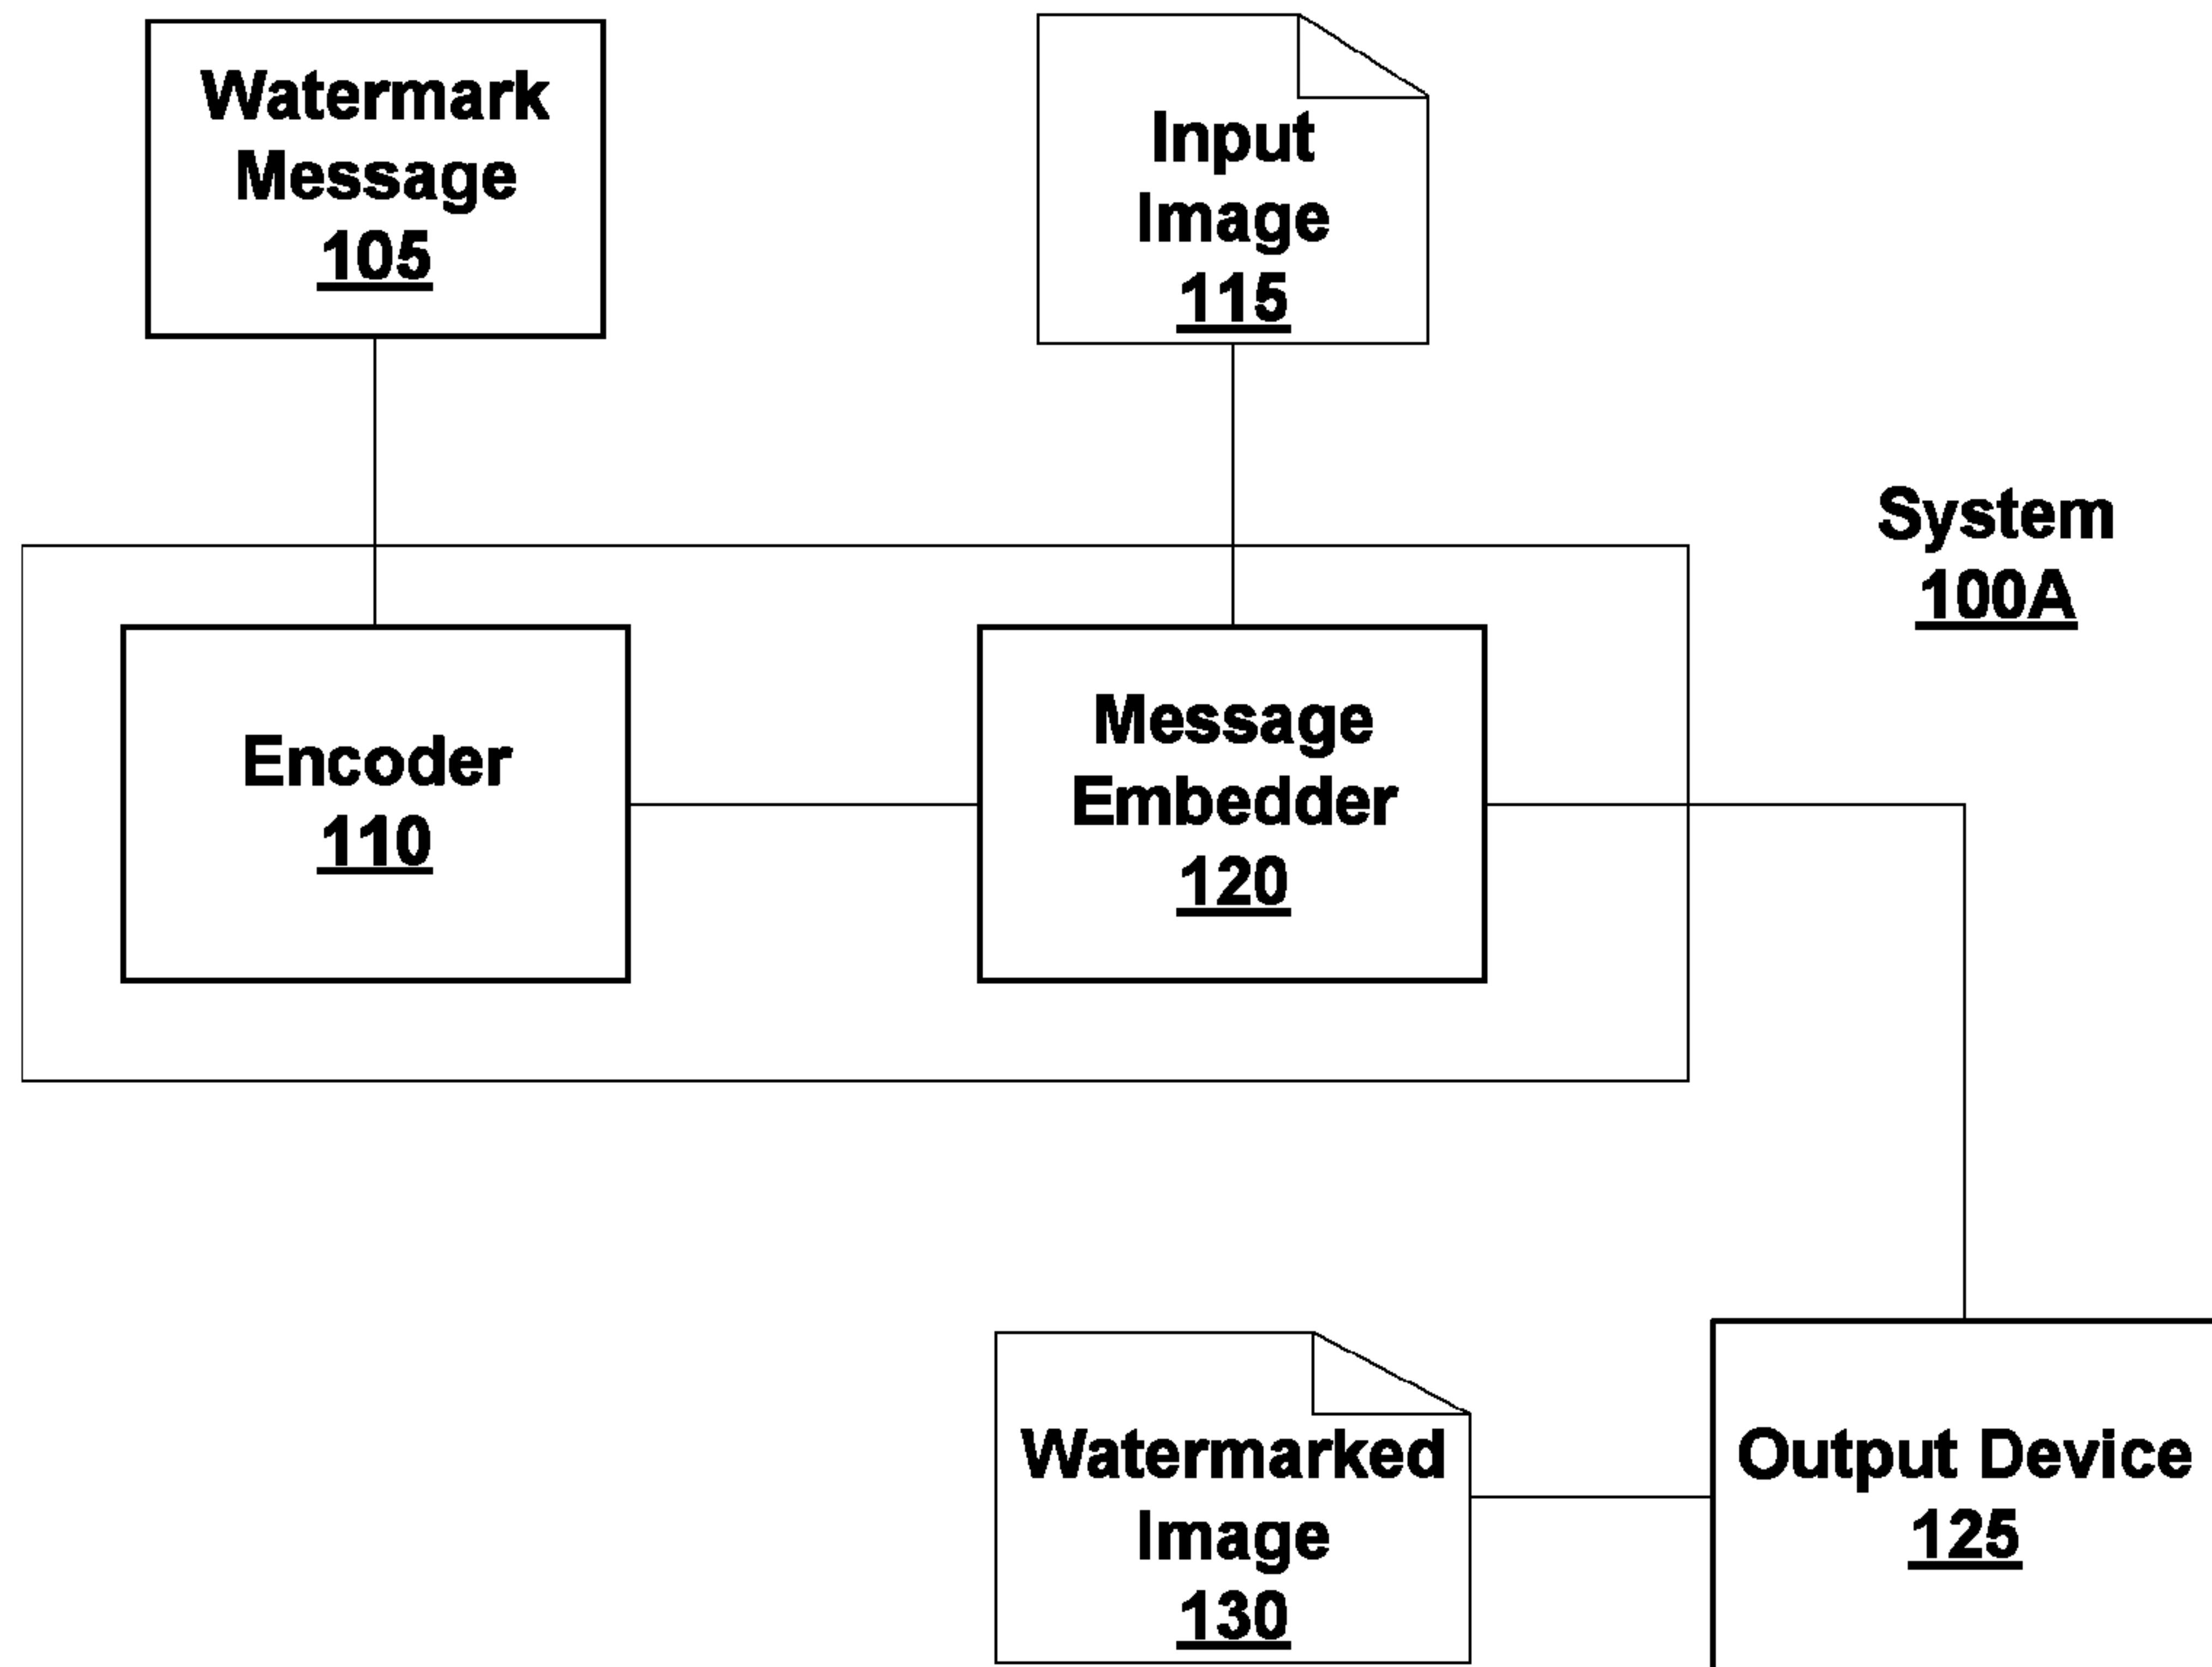 Watermark
Message
105
Input
Image
115
System
100A
Encoder
110
Message
Embedder
120
Watermarked
Image
130
Output Device
125